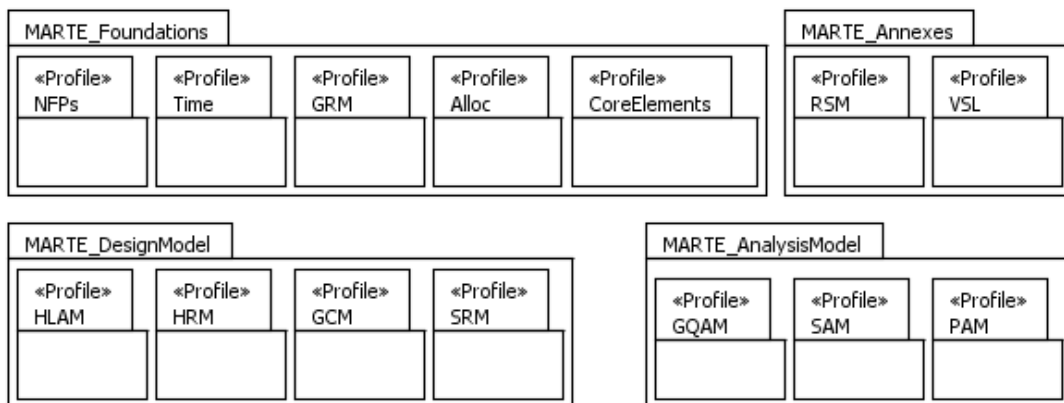 MARTE_Foundations
«Profile» «Profile» «Profile» «Profile» «Profile»
NFPs Time GRM Alloc CoreElements
MARTE_Annexes
«Profile» «Profile»
RSM VSL
MARTE_DesignModel
«Profile» «Profile» «Profile» «Profile»
HLAM HRM GCM SRM
MARTE_AnalysisModel
«Profile» «Profile» «Profile»
GQAM SAM PAM